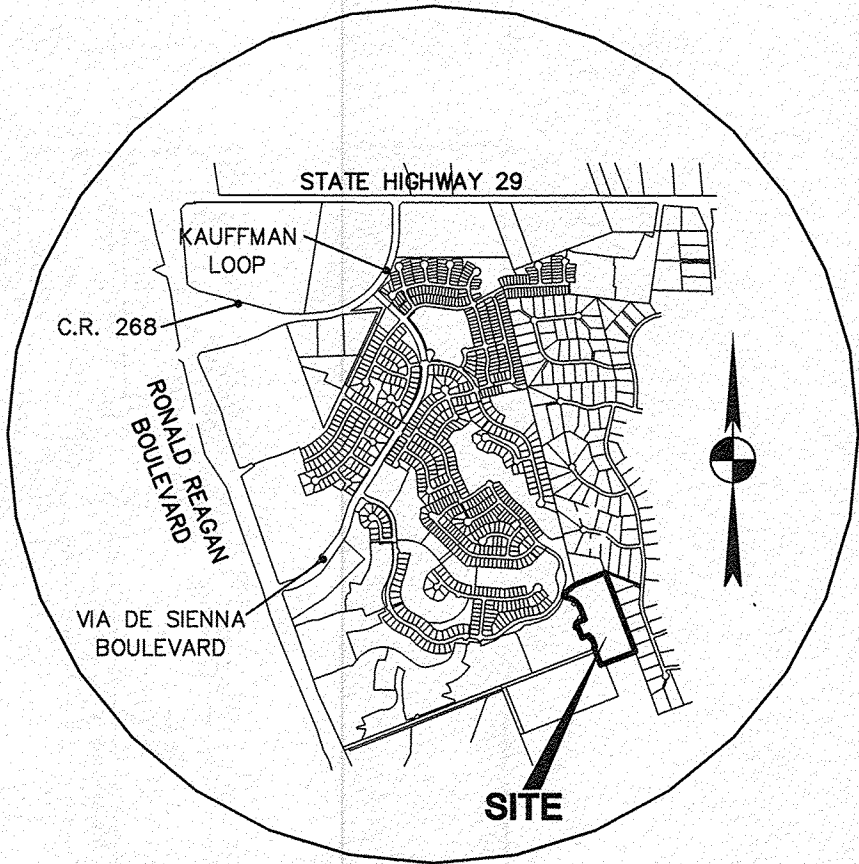 STATE HIGHWAY 29
KAUFFMAN
LOOP
C.R. 268
RONALD REAGAN
BOULEVARD
VIA DE SIENNA
BOULEVARD
SITE